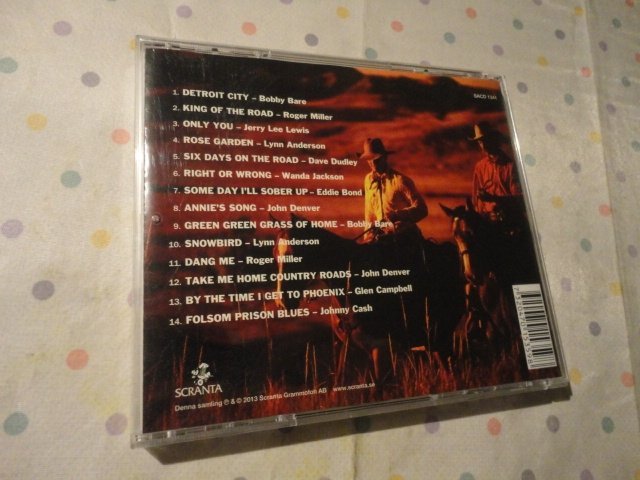 SACD 1341
1. DETROIT CITY – Bobby Bare
2. KING OF THE ROAD – Roger Miller
3. ONLY YOU – Jerry Lee Lewis
4. ROSE GARDEN – Lynn Anderson
5. SIX DAYS ON THE ROAD – Dave Dudley
6. RIGHT OR WRONG – Wanda Jackson
7. SOME DAY I'LL SOBER UP – Eddie Bond
8. ANNIE'S SONG – John Denver
9. GREEN GREEN GRASS OF HOME – Bobby Bare
10. SNOWBIRD – Lynn Anderson
11. DANG ME – Roger Miller
12. TAKE ME HOME COUNTRY ROADS – John Denver
13. BY THE TIME I GET TO PHOENIX – Glen Campbell
14. FOLSOM PRISON BLUES – Johnny Cash
SCRANTA
Denna samling ℗ & © 2013 Scranta Grammofon AB www.scranta.se